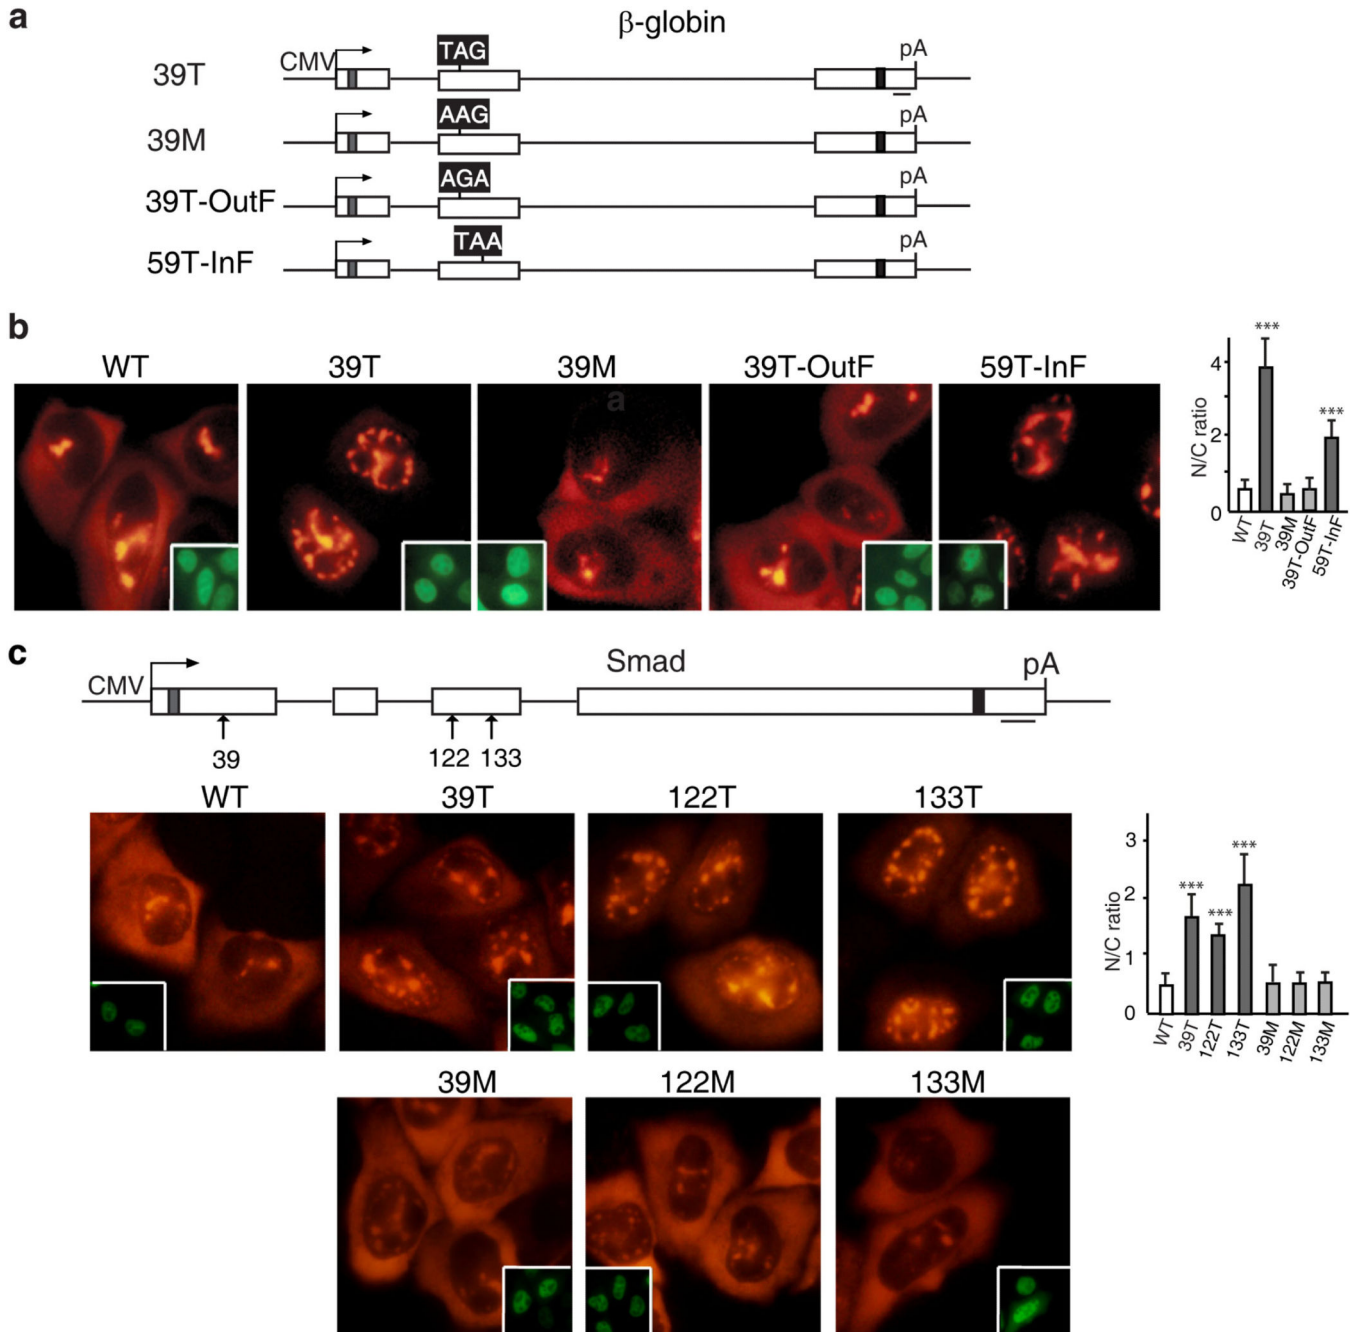 a
β-globin
39T
CMV
TAG
pA
39M
AAG
pA
39T-OutF
AGA
pA
59T-InF
TAA
pA
b
WT
39T
39M
39T-OutF
59T-InF
a
N/C ratio
4
2
0
***
***
WT
39T
39M
39T-OutF
59T-InF
c
CMV
Smad
pA
39
122
133
WT
39T
122T
133T
N/C ratio
3
2
1
0
***
***
***
WT
39T
122T
133T
39M
122M
133M
39M
122M
133M